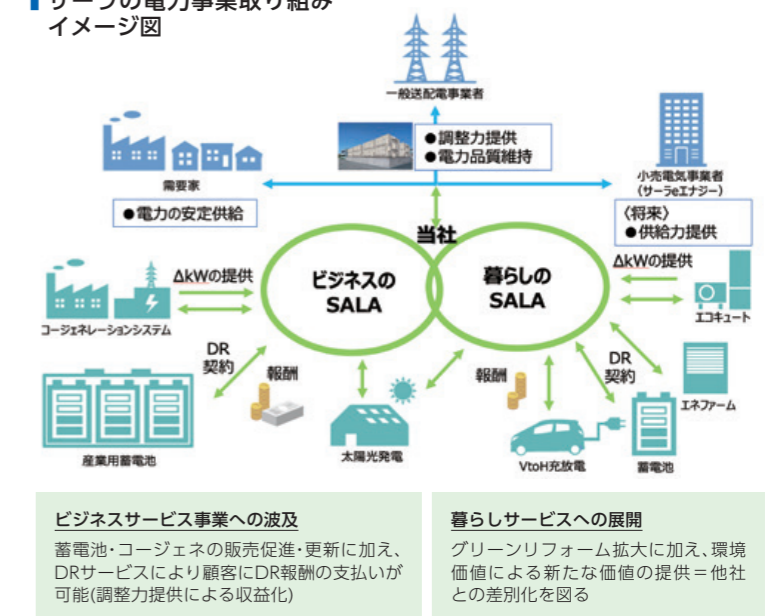 サーラの電力事業取り組み
イメージ図
一般送配電事業者
●調整力提供
●電力品質維持
需要家
小売電気事業者
(サーラeエナジー)
●電力の安定供給
〈将来〉
●供給力提供
当社
ビジネスの
SALA
暮らしの
SALA
ΔkWの提供
ΔkWの提供
コージェネレーションシステム
エコキュート
DR
契約
報酬
報酬
DR
契約
エネファーム
産業用蓄電池
太陽光発電
VtoH充放電
蓄電池
ビジネスサービス事業への波及
蓄電池・コージェネの販売促進・更新に加え、
DRサービスにより顧客にDR報酬の支払いが
可能(調整力提供による収益化)
暮らしサービスへの展開
グリーンリフォーム拡大に加え、環境
価値による新たな価値の提供＝他社
との差別化を図る